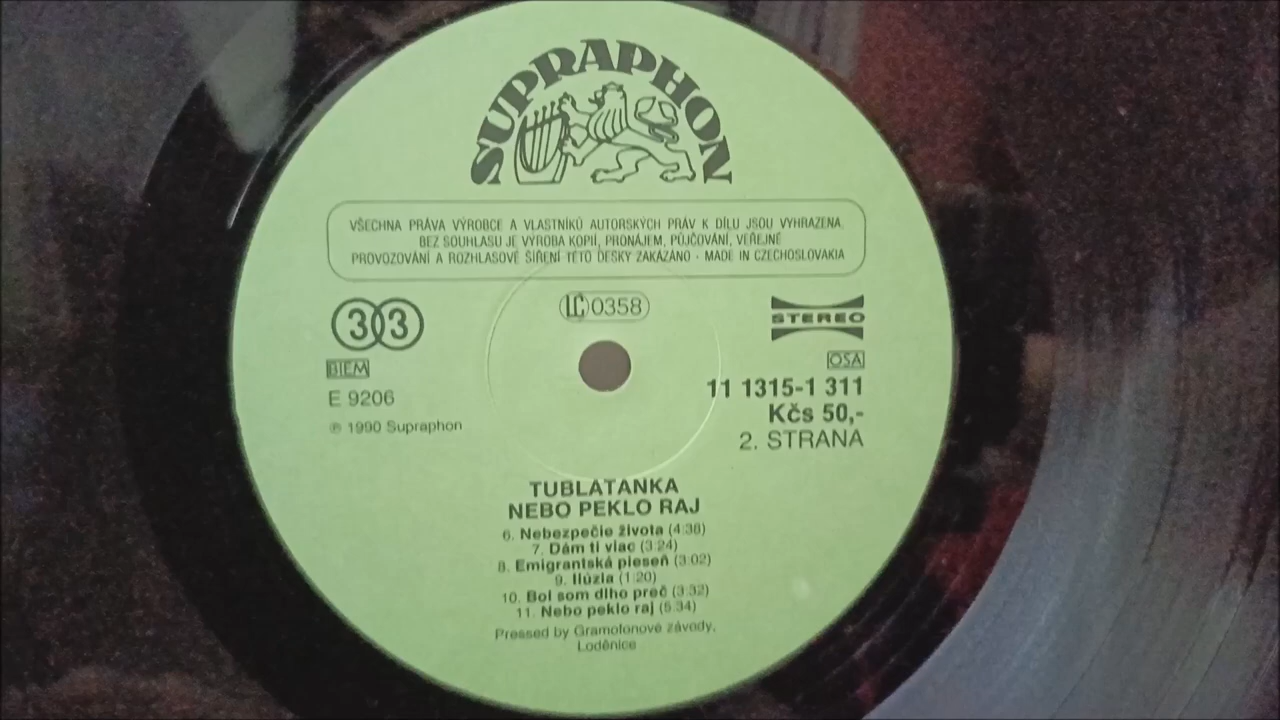 SUPRAPHON
VŠECHNA PRÁVA VÝROBCE A VLASTNÍKŮ AUTORSKÝCH PRÁV K DÍLU JSOU VYHRAZENA.
BEZ SOUHLASU JE VÝROBA KOPIÍ, PRONÁJEM, PŮJČOVÁNÍ, VEŘEJNÉ
PROVOZOVÁNÍ A ROZHLASOVÉ ŠÍŘENÍ TÉTO DESKY ZAKÁZÁNO · MADE IN CZECHOSLOVAKIA
LC 0358
33
STEREO
BIEM
OSA
E 9206
11 1315-1 311
Kčs 50,-
℗ 1990 Supraphon
2. STRANA
TUBLATANKA
NEBO PEKLO RAJ
6. Nebezpečie života (4:38)
7. Dám ti viac (3:24)
8. Emigrantská pieseň (3:02)
9. Ilúzia (1:20)
10. Bol som dlho preč (3:32)
11. Nebo peklo raj (5:34)
Pressed by Gramofonové závody,
Loděnice